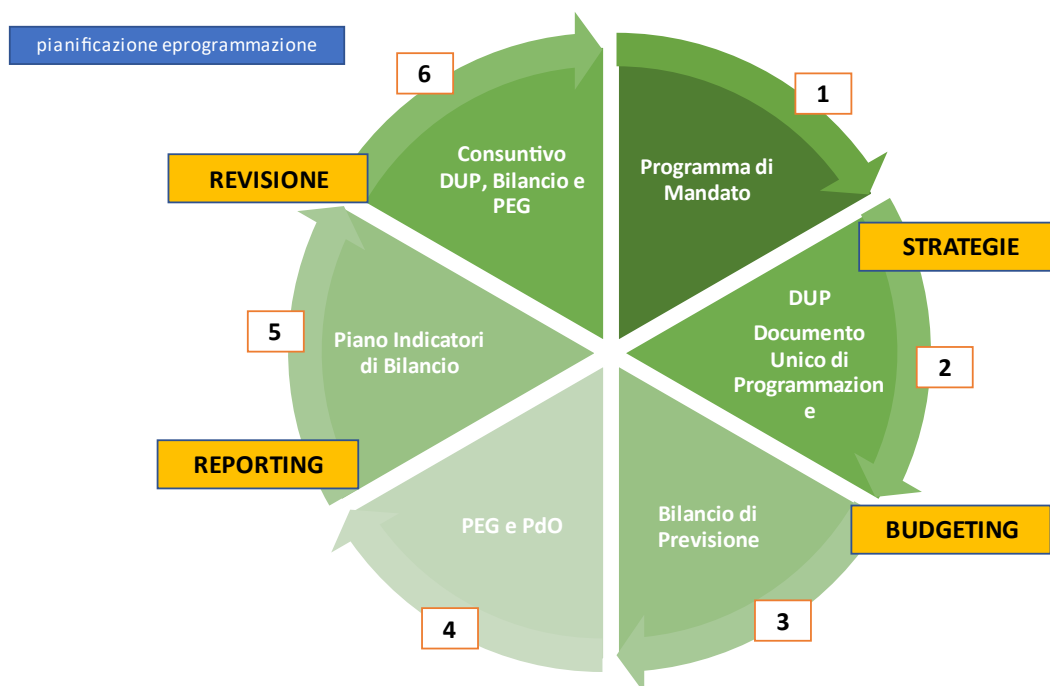 pianificazione eprogrammazione
1
Programma di
Mandato
STRATEGIE
DUP
Documento
Unico di
Programmazion
e
2
BUDGETING
Bilancio di
Previsione
3
PEG e PdO
4
REPORTING
Piano Indicatori
di Bilancio
5
REVISIONE
Consuntivo
DUP, Bilancio e
PEG
6